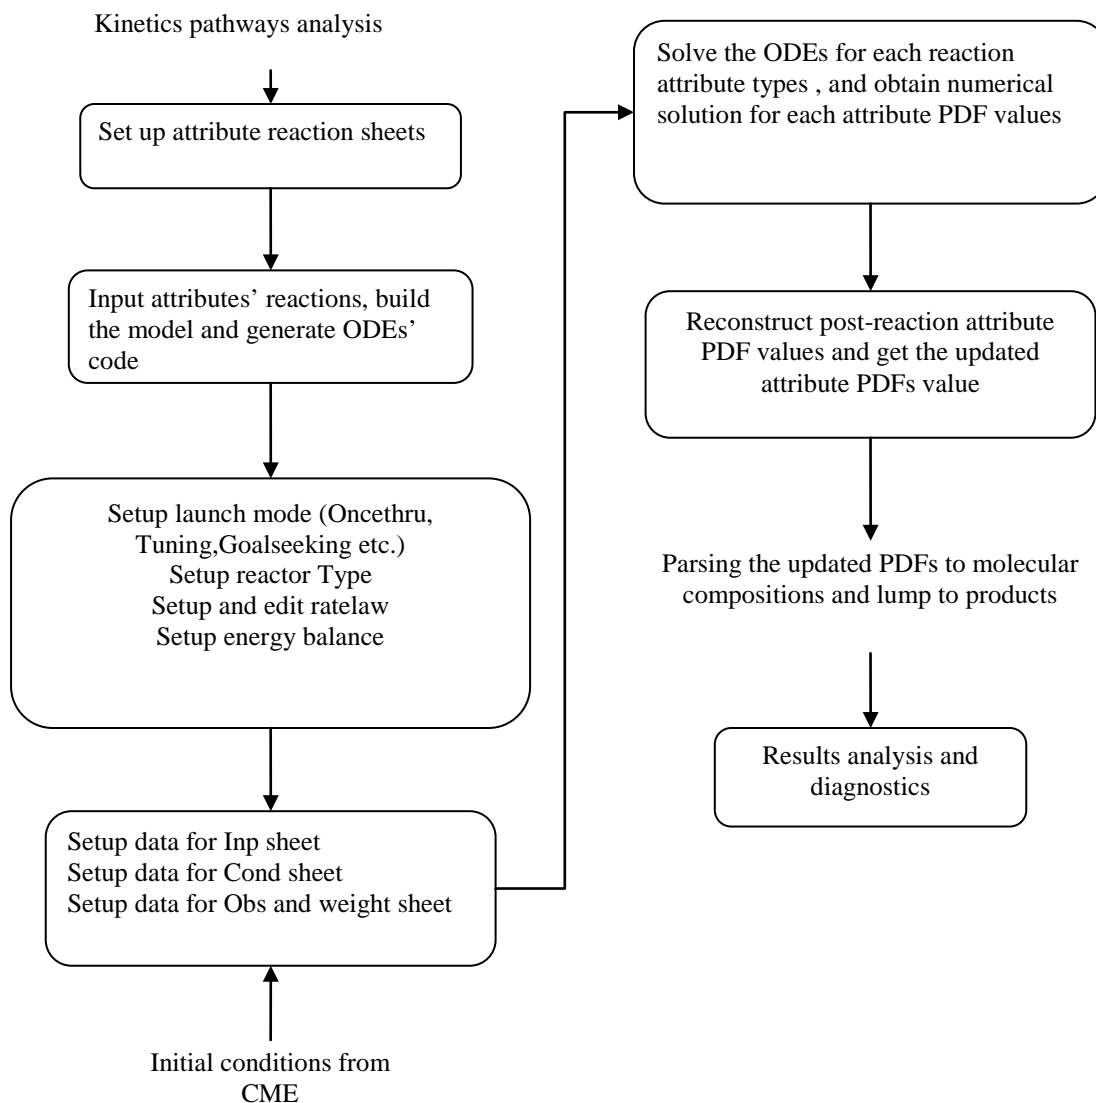 Kinetics pathways analysis
Set up attribute reaction sheets
Input attributes’ reactions, build
the model and generate ODEs’
code
Setup launch mode (Oncethru,
Tuning,Goalseeking etc.)
Setup reactor Type
Setup and edit ratelaw
Setup energy balance
Setup data for Inp sheet
Setup data for Cond sheet
Setup data for Obs and weight sheet
Initial conditions from
CME
Solve the ODEs for each reaction
attribute types , and obtain numerical
solution for each attribute PDF values
Reconstruct post-reaction attribute
PDF values and get the updated
attribute PDFs value
Parsing the updated PDFs to molecular
compositions and lump to products
Results analysis and
diagnostics